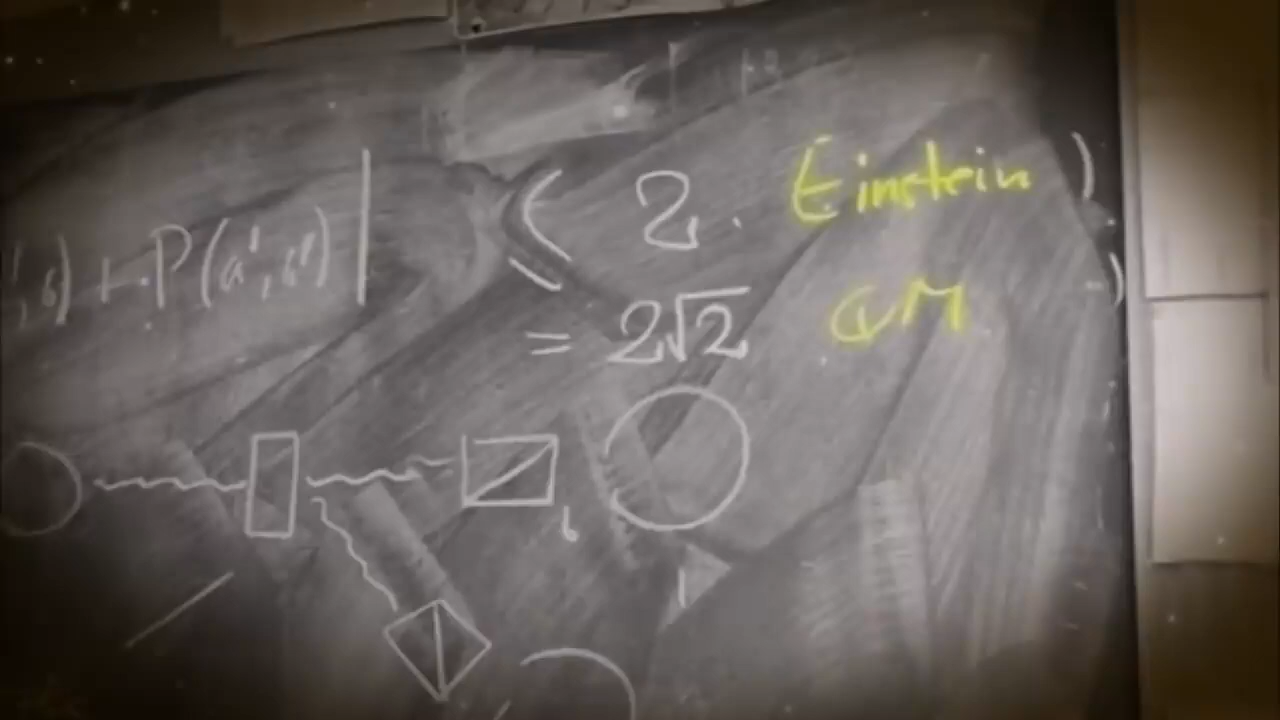 ', b) + P(a', b') | ≤ 2. Einstein )
= 2√2 QM )